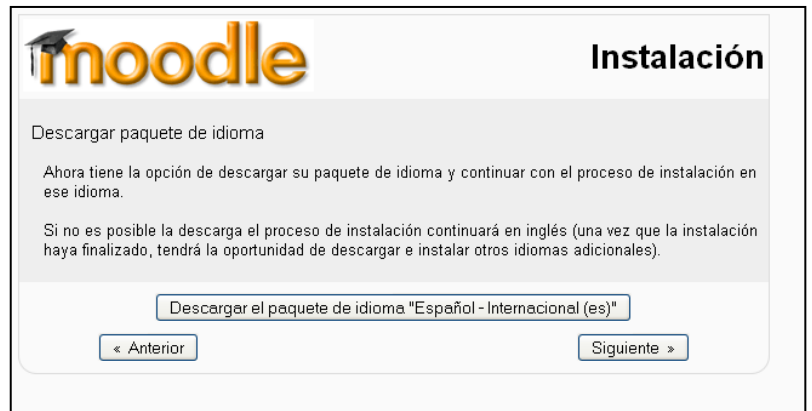 moodle
Instalación
Descargar paquete de idioma
Ahora tiene la opción de descargar su paquete de idioma y continuar con el proceso de instalación en
ese idioma.
Si no es posible la descarga el proceso de instalación continuará en inglés (una vez que la instalación
haya finalizado, tendrá la oportunidad de descargar e instalar otros idiomas adicionales).
Descargar el paquete de idioma "Español - Internacional (es)"
« Anterior
Siguiente »